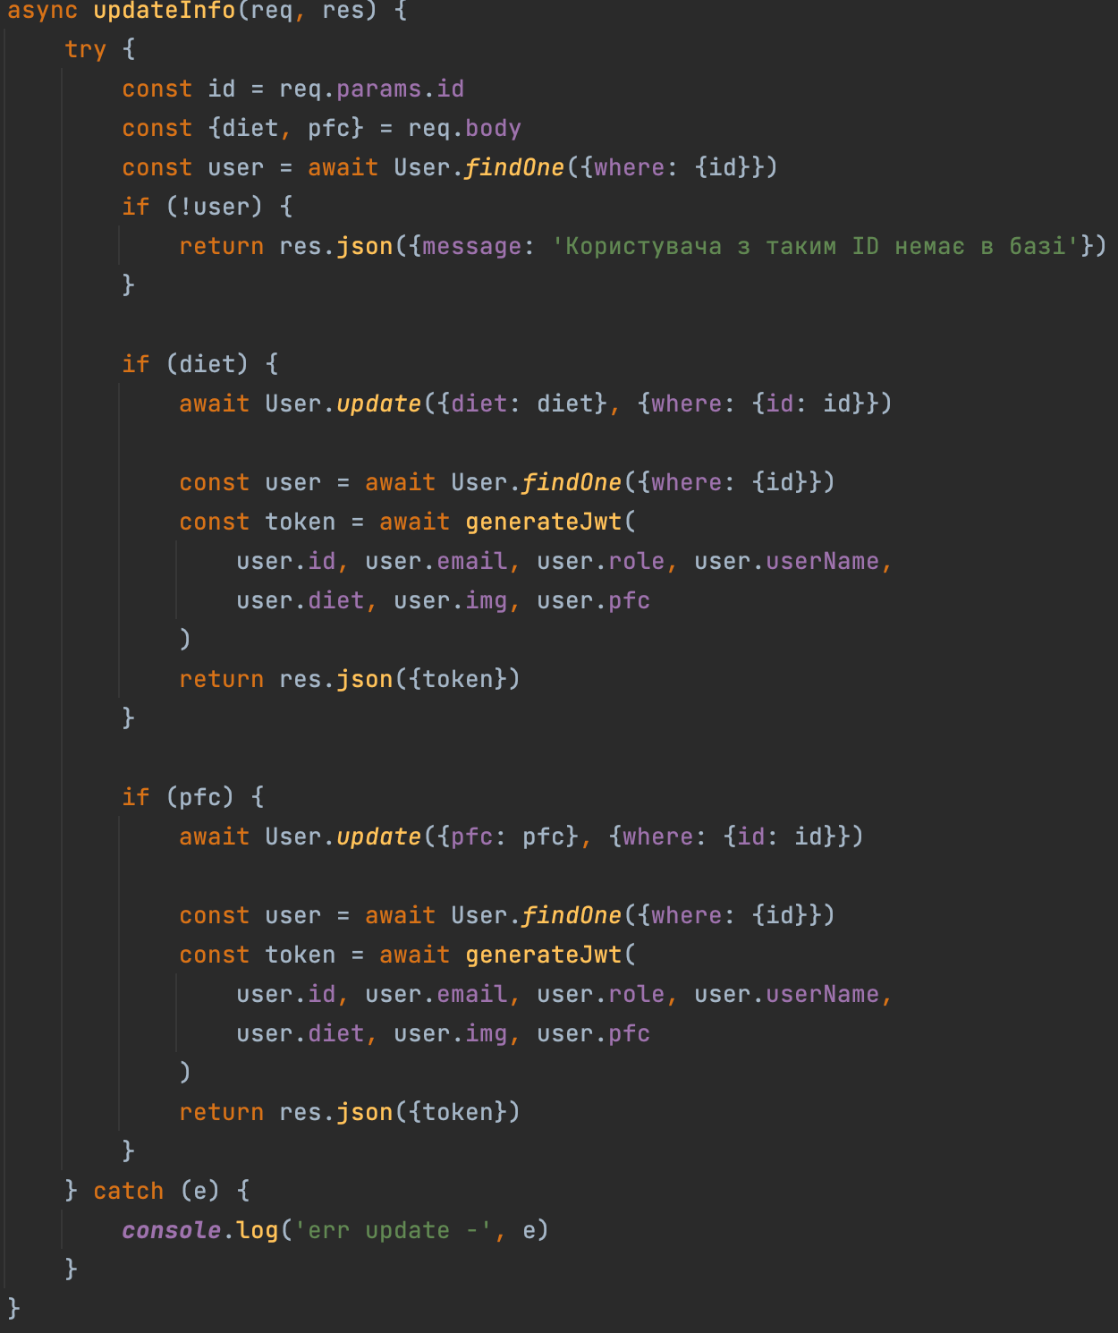 async updateInfo(req, res) {
    try {
        const id = req.params.id
        const {diet, pfc} = req.body
        const user = await User.findOne({where: {id}})
        if (!user) {
            return res.json({message: 'Користувача з таким ID немає в базі'})
        }

        if (diet) {
            await User.update({diet: diet}, {where: {id: id}})

            const user = await User.findOne({where: {id}})
            const token = await generateJwt(
                user.id, user.email, user.role, user.userName,
                user.diet, user.img, user.pfc
            )
            return res.json({token})
        }

        if (pfc) {
            await User.update({pfc: pfc}, {where: {id: id}})

            const user = await User.findOne({where: {id}})
            const token = await generateJwt(
                user.id, user.email, user.role, user.userName,
                user.diet, user.img, user.pfc
            )
            return res.json({token})
        }
    } catch (e) {
        console.log('err update -', e)
    }
}